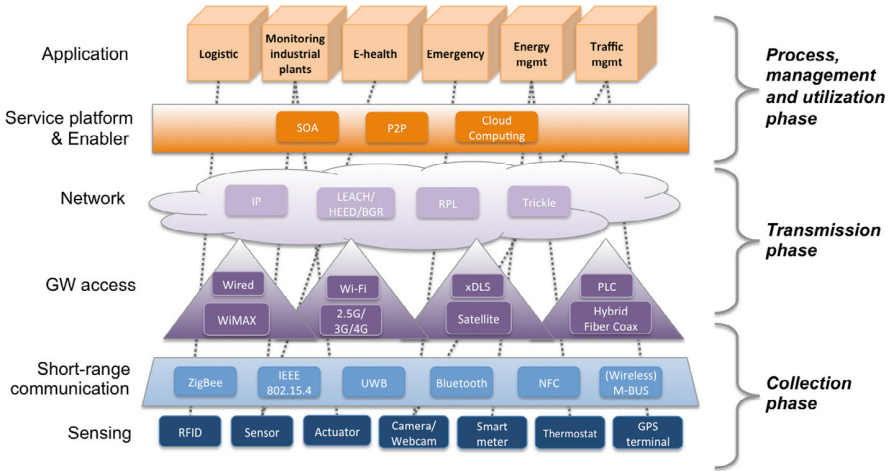 Application
Logistic
Monitoring
industrial
plants
E-health
Emergency
Energy
mgmt
Traffic
mgmt
Process,
management
and utilization
phase
Service platform
& Enabler
SOA
P2P
Cloud
Computing
Network
IP
LEACH/
HEED/BGR
RPL
Trickle
Transmission
phase
GW access
Wired
WiMAX
Wi-Fi
2.5G/
3G/4G
xDLS
Satellite
PLC
Hybrid
Fiber Coax
Short-range
communication
ZigBee
IEEE
802.15.4
UWB
Bluetooth
NFC
(Wireless)
M-BUS
Collection
phase
Sensing
RFID
Sensor
Actuator
Camera/
Webcam
Smart
meter
Thermostat
GPS
terminal